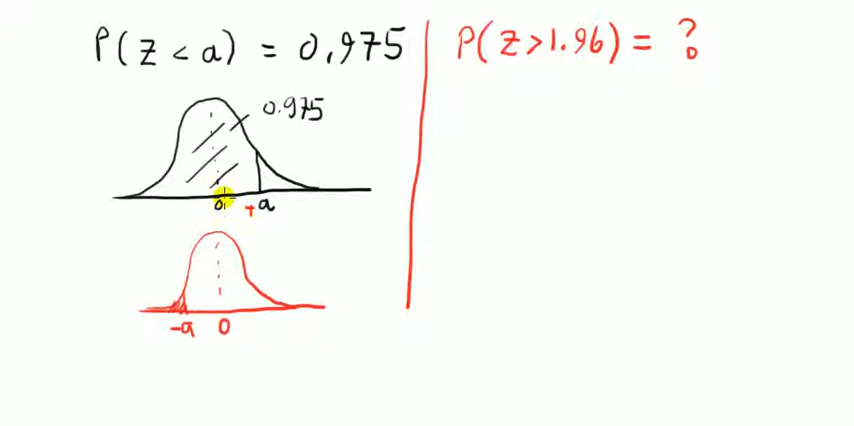 P(Z < a) = 0.975
P(Z > 1.96) = ?
0.975
0 +a
-a 0